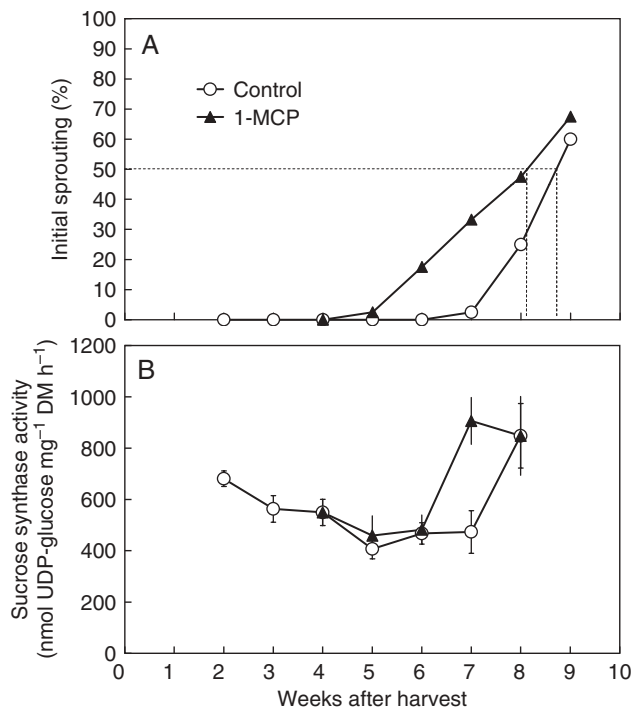 A
Control
1-MCP
Initial sprouting (%)
100
90
80
70
60
50
40
30
20
10
0
B
Sucrose synthase activity
(nmol UDP-glucose mg⁻¹ DM h⁻¹)
1200
1000
800
600
400
200
0
0 1 2 3 4 5 6 7 8 9 10
Weeks after harvest